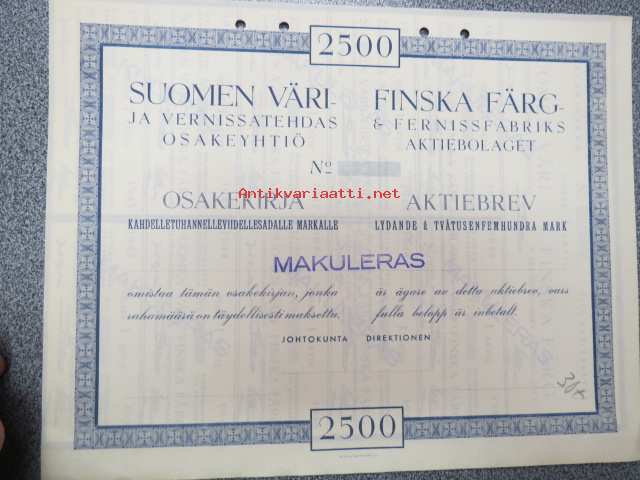 2500
SUOMEN VÄRI-
JA VERNISSATEHDAS
OSAKEYHTIÖ
FINSKA FÄRG-
& FERNISSFABRIKS
AKTIEBOLAGET
No
Antikvariaatti.net
OSAKEKIRJA
KAHDELLETUHANNELLEVIIDELLESADALLE MARKALLE
AKTIEBREV
LYDANDE Å TVÅTUSENFEMHUNDRA MARK
MAKULERAS
omistaa tämän osakekirjan, jonka
rahamäärä on täydellisesti maksettu.
är ägare av detta aktiebrev, vars
fulla belopp är inbetalt.
JOHTOKUNTA DIREKTIONEN
2500